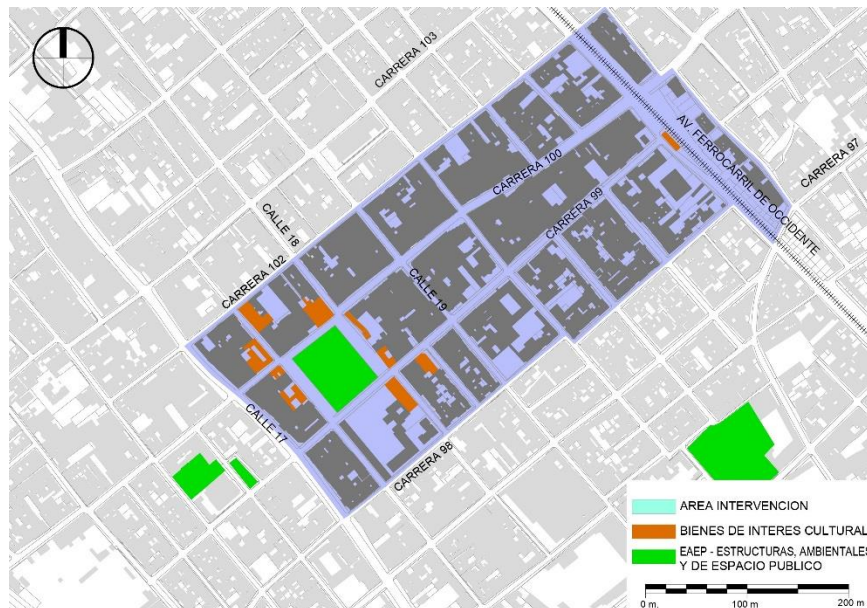 CARRERA 103
AV. FERROCARRIL DE OCCIDENTE
CARRERA 97
CARRERA 100
CARRERA 99
CALLE 18
CARRERA 102
CALLE 19
CALLE 17
CARRERA 98
AREA INTERVENCION
BIENES DE INTERES CULTURAL
EAEP - ESTRUCTURAS, AMBIENTALES
Y DE ESPACIO PUBLICO
0 m. 100 m 200 m